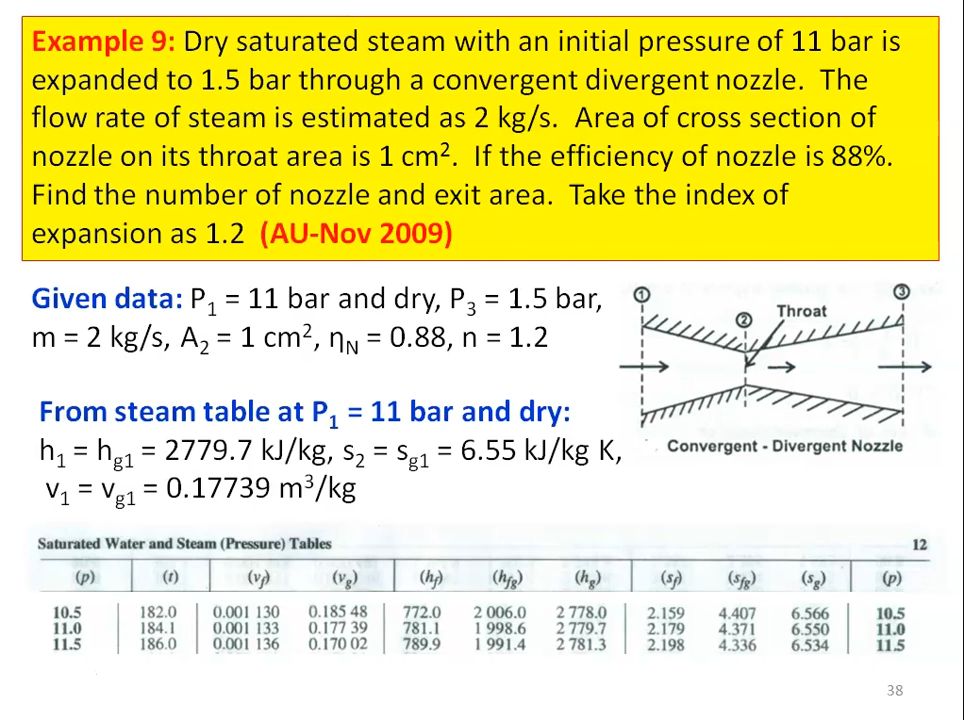 Example 9: Dry saturated steam with an initial pressure of 11 bar is
expanded to 1.5 bar through a convergent divergent nozzle. The
flow rate of steam is estimated as 2 kg/s. Area of cross section of
nozzle on its throat area is 1 cm². If the efficiency of nozzle is 88%.
Find the number of nozzle and exit area. Take the index of
expansion as 1.2 (AU-Nov 2009)
Given data: P₁ = 11 bar and dry, P₃ = 1.5 bar,
m = 2 kg/s, A₂ = 1 cm², ηN = 0.88, n = 1.2
① ② ③
Throat
Convergent - Divergent Nozzle
From steam table at P₁ = 11 bar and dry:
h₁ = hg1 = 2779.7 kJ/kg, s₂ = sg1 = 6.55 kJ/kg K,
v₁ = vg1 = 0.17739 m³/kg
Saturated Water and Steam (Pressure) Tables 12
(p) (t) (vf) (vg) (hf) (hfg) (hg) (sf) (sfg) (sg) (p)
10.5 182.0 0.001 130 0.185 48 772.0 2 006.0 2 778.0 2.159 4.407 6.566 10.5
11.0 184.1 0.001 133 0.177 39 781.1 1 998.6 2 779.7 2.179 4.371 6.550 11.0
11.5 186.0 0.001 136 0.170 02 789.9 1 991.4 2 781.3 2.198 4.336 6.534 11.5
38